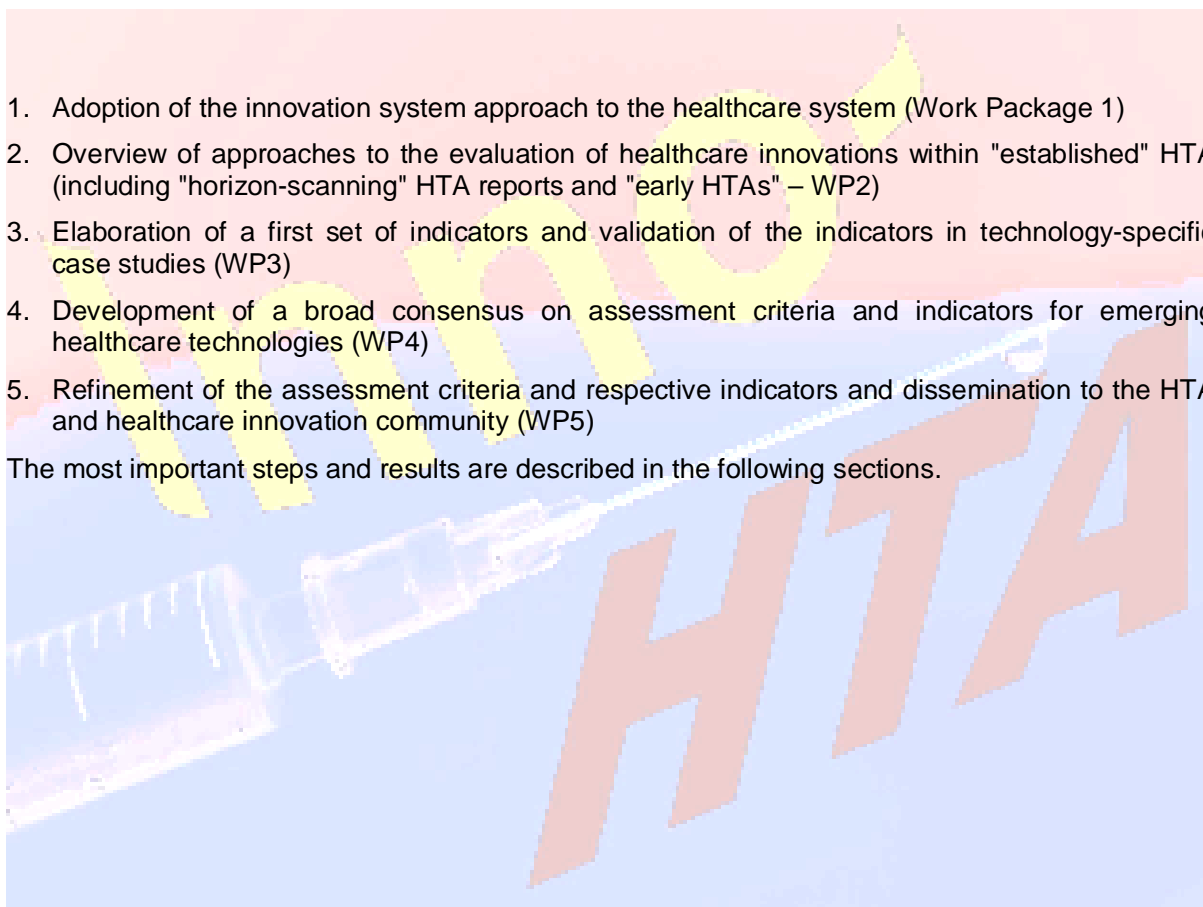 1. Adoption of the innovation system approach to the healthcare system (Work Package 1)
2. Overview of approaches to the evaluation of healthcare innovations within "established" HTA
(including "horizon-scanning" HTA reports and "early HTAs" – WP2)
3. Elaboration of a first set of indicators and validation of the indicators in technology-specific
case studies (WP3)
4. Development of a broad consensus on assessment criteria and indicators for emerging
healthcare technologies (WP4)
5. Refinement of the assessment criteria and respective indicators and dissemination to the HTA
and healthcare innovation community (WP5)
The most important steps and results are described in the following sections.
Inno-
HTA